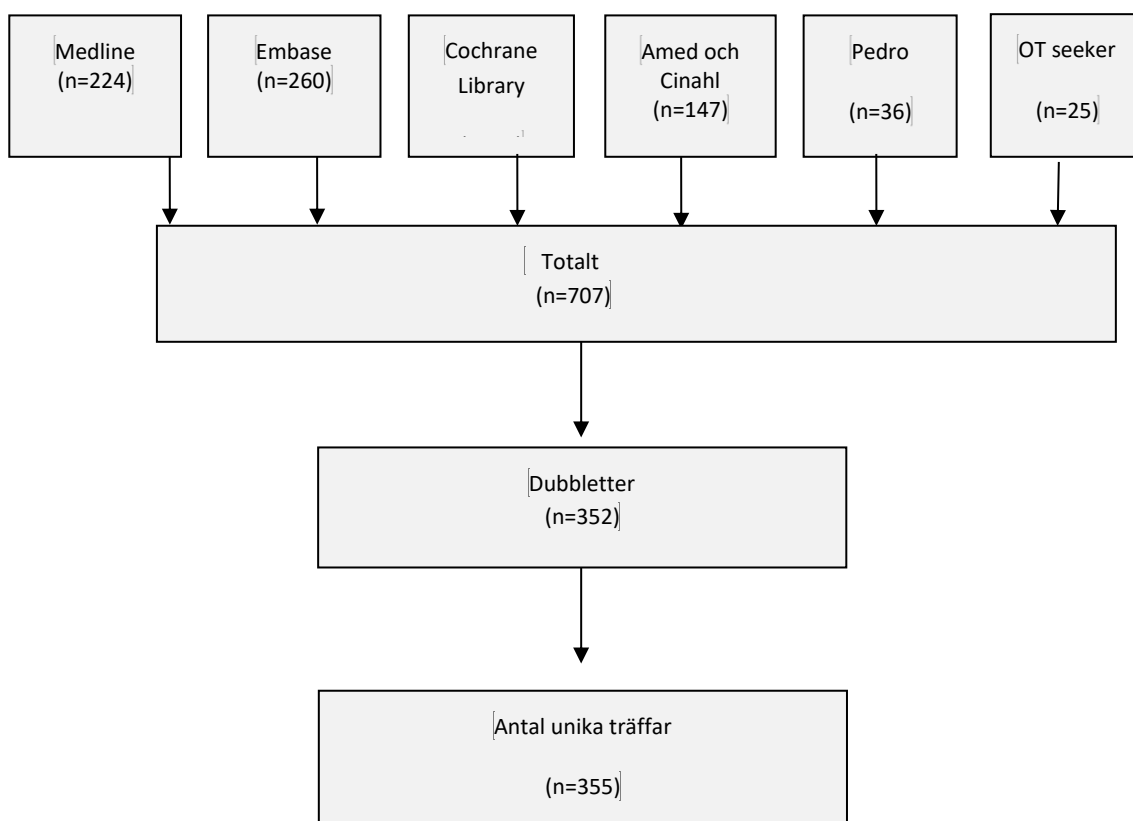 Medline
(n=224)
Embase
(n=260)
Cochrane
Library
Amed och
Cinahl
(n=147)
Pedro
(n=36)
OT seeker
(n=25)
Totalt
(n=707)
Dubbletter
(n=352)
Antal unika träffar
(n=355)